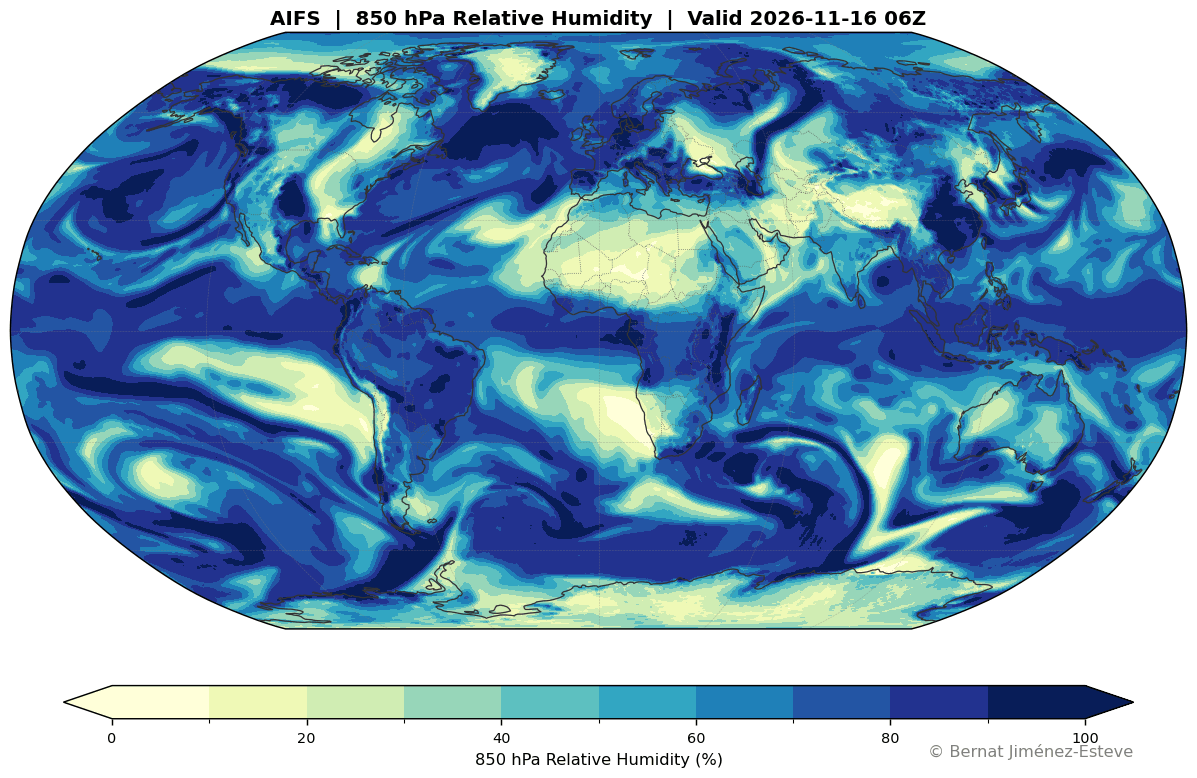 AIFS | 850 hPa Relative Humidity | Valid 2026-11-16 06Z
0 20 40 60 80 100
850 hPa Relative Humidity (%)
© Bernat Jiménez-Esteve